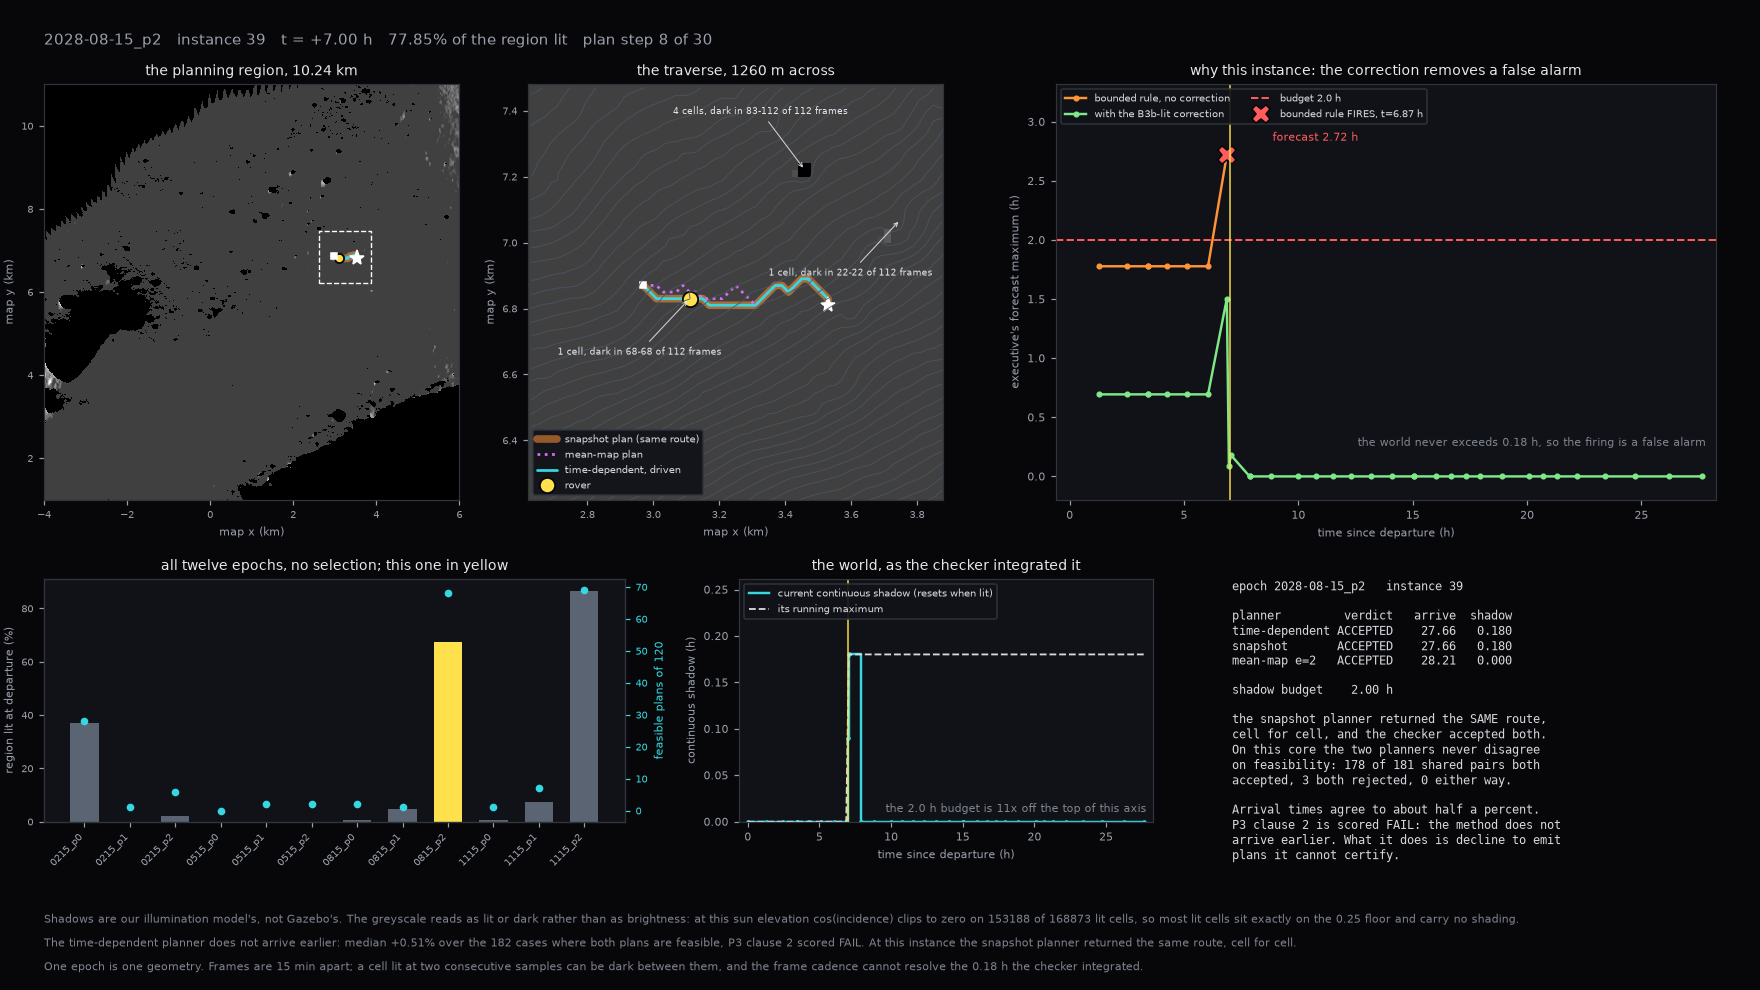 2028-08-15_p2   instance 39   t = +7.00 h   77.85% of the region lit   plan step 8 of 30
the planning region, 10.24 km
map y (km)
10
8
6
4
2
−4
−2
0
2
4
6
map x (km)
the traverse, 1260 m across
map y (km)
7.4
7.2
7.0
6.8
6.6
6.4
4 cells, dark in 83-112 of 112 frames
1 cell, dark in 22-22 of 112 frames
1 cell, dark in 68-68 of 112 frames
snapshot plan (same route)
mean-map plan
time-dependent, driven
rover
2.8
3.0
3.2
3.4
3.6
3.8
map x (km)
why this instance: the correction removes a false alarm
executive's forecast maximum (h)
bounded rule, no correction
with the B3b-lit correction
budget 2.0 h
bounded rule FIRES, t=6.87 h
forecast 2.72 h
3.0
2.5
2.0
1.5
1.0
0.5
0.0
the world never exceeds 0.18 h, so the firing is a false alarm
0
5
10
15
20
25
time since departure (h)
all twelve epochs, no selection; this one in yellow
region lit at departure (%)
80
60
40
20
0
70
60
50
40
30
20
10
0
feasible plans of 120
0215_p0
0215_p1
0215_p2
0515_p0
0515_p1
0515_p2
0815_p0
0815_p1
0815_p2
1115_p0
1115_p1
1115_p2
the world, as the checker integrated it
continuous shadow (h)
current continuous shadow (resets when lit)
its running maximum
0.25
0.20
0.15
0.10
0.05
0.00
the 2.0 h budget is 11x off the top of this axis
0
5
10
15
20
25
time since departure (h)
epoch 2028-08-15_p2   instance 39
planner        verdict   arrive  shadow
time-dependent ACCEPTED    27.66   0.180
snapshot       ACCEPTED    27.66   0.180
mean-map e=2   ACCEPTED    28.21   0.000
shadow budget    2.00 h
the snapshot planner returned the SAME route,
cell for cell, and the checker accepted both.
On this core the two planners never disagree
on feasibility: 178 of 181 shared pairs both
accepted, 3 both rejected, 0 either way.
Arrival times agree to about half a percent.
P3 clause 2 is scored FAIL: the method does not
arrive earlier. What it does is decline to emit
plans it cannot certify.
Shadows are our illumination model's, not Gazebo's. The greyscale reads as lit or dark rather than as brightness: at this sun elevation cos(incidence) clips to zero on 153188 of 168873 lit cells, so most lit cells sit exactly on the 0.25 floor and carry no shading.
The time-dependent planner does not arrive earlier: median +0.51% over the 182 cases where both plans are feasible, P3 clause 2 scored FAIL. At this instance the snapshot planner returned the same route, cell for cell.
One epoch is one geometry. Frames are 15 min apart; a cell lit at two consecutive samples can be dark between them, and the frame cadence cannot resolve the 0.18 h the checker integrated.